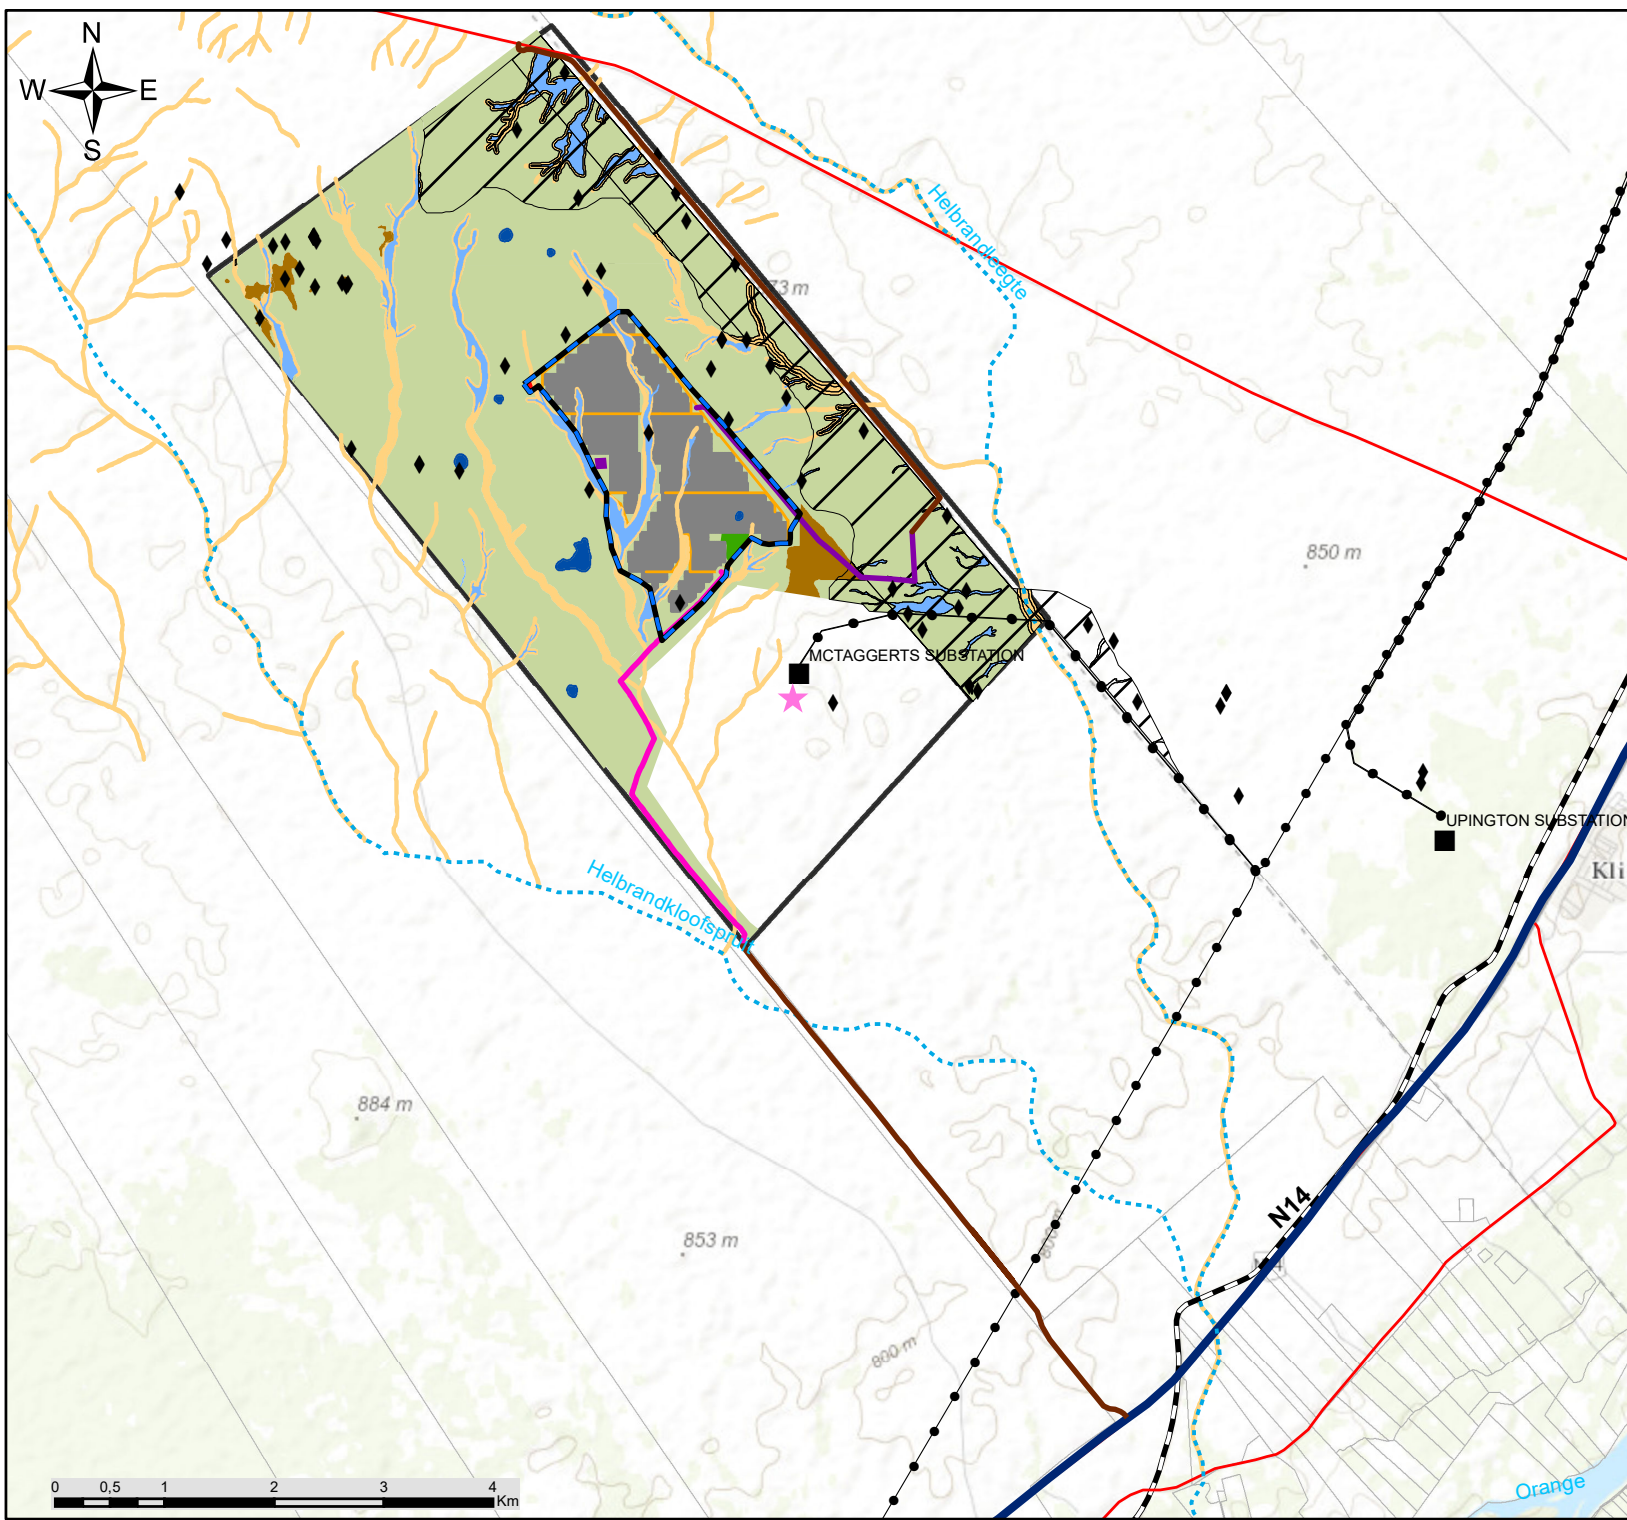 N
W E
S
Helbrandleegte
73 m
850 m
MCTAGGERTS SUBSTATION
UPINGTON SUBSTATION
Kli
Helbrandkloofspruit
884 m
853 m
800 m
800 m
N14
Orange
0 0,5 1 2 3 4
Km